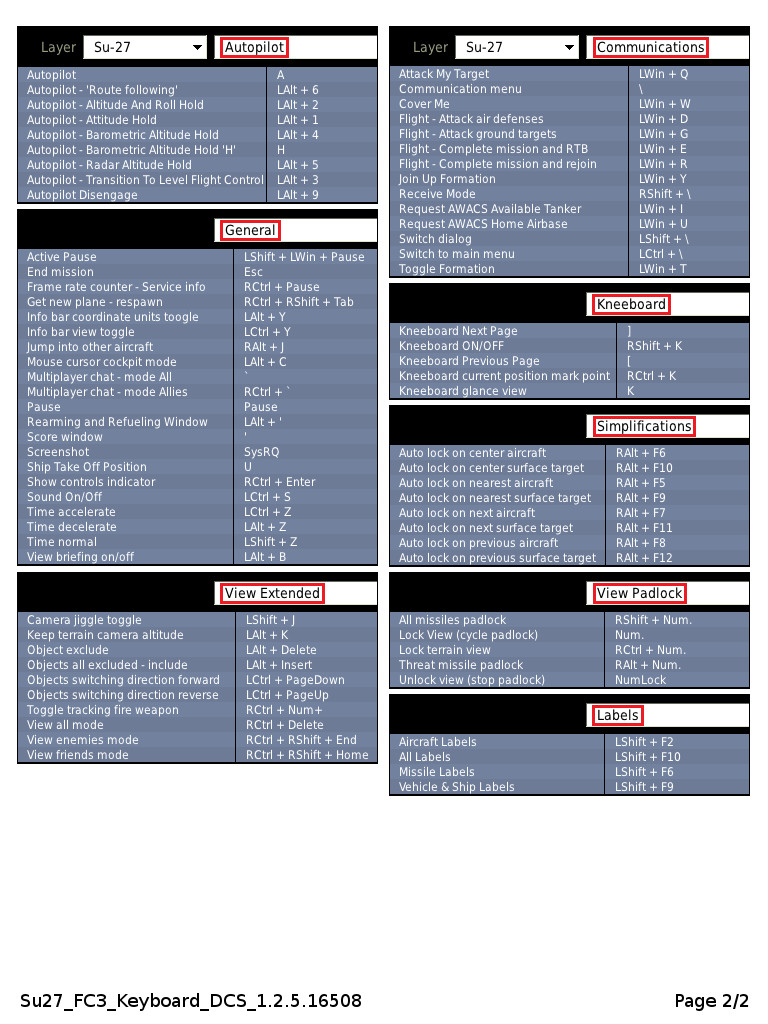 Layer Su-27 Autopilot
Autopilot A
Autopilot - 'Route following' LAlt + 6
Autopilot - Altitude And Roll Hold LAlt + 2
Autopilot - Attitude Hold LAlt + 1
Autopilot - Barometric Altitude Hold LAlt + 4
Autopilot - Barometric Altitude Hold 'H' H
Autopilot - Radar Altitude Hold LAlt + 5
Autopilot - Transition To Level Flight Control LAlt + 3
Autopilot Disengage LAlt + 9
General
Active Pause LShift + LWin + Pause
End mission Esc
Frame rate counter - Service info RCtrl + Pause
Get new plane - respawn RCtrl + RShift + Tab
Info bar coordinate units toogle LAlt + Y
Info bar view toggle LCtrl + Y
Jump into other aircraft RAlt + J
Mouse cursor cockpit mode LAlt + C
Multiplayer chat - mode All `
Multiplayer chat - mode Allies RCtrl + `
Pause Pause
Rearming and Refueling Window LAlt + '
Score window '
Screenshot SysRQ
Ship Take Off Position U
Show controls indicator RCtrl + Enter
Sound On/Off LCtrl + S
Time accelerate LCtrl + Z
Time decelerate LAlt + Z
Time normal LShift + Z
View briefing on/off LAlt + B
View Extended
Camera jiggle toggle LShift + J
Keep terrain camera altitude LAlt + K
Object exclude LAlt + Delete
Objects all excluded - include LAlt + Insert
Objects switching direction forward LCtrl + PageDown
Objects switching direction reverse LCtrl + PageUp
Toggle tracking fire weapon RCtrl + Num+
View all mode RCtrl + Delete
View enemies mode RCtrl + RShift + End
View friends mode RCtrl + RShift + Home
Layer Su-27 Communications
Attack My Target LWin + Q
Communication menu \
Cover Me LWin + W
Flight - Attack air defenses LWin + D
Flight - Attack ground targets LWin + G
Flight - Complete mission and RTB LWin + E
Flight - Complete mission and rejoin LWin + R
Join Up Formation LWin + Y
Receive Mode RShift + \
Request AWACS Available Tanker LWin + I
Request AWACS Home Airbase LWin + U
Switch dialog LShift + \
Switch to main menu LCtrl + \
Toggle Formation LWin + T
Kneeboard
Kneeboard Next Page ]
Kneeboard ON/OFF RShift + K
Kneeboard Previous Page [
Kneeboard current position mark point RCtrl + K
Kneeboard glance view K
Simplifications
Auto lock on center aircraft RAlt + F6
Auto lock on center surface target RAlt + F10
Auto lock on nearest aircraft RAlt + F5
Auto lock on nearest surface target RAlt + F9
Auto lock on next aircraft RAlt + F7
Auto lock on next surface target RAlt + F11
Auto lock on previous aircraft RAlt + F8
Auto lock on previous surface target RAlt + F12
View Padlock
All missiles padlock RShift + Num.
Lock View (cycle padlock) Num.
Lock terrain view RCtrl + Num.
Threat missile padlock RAlt + Num.
Unlock view (stop padlock) NumLock
Labels
Aircraft Labels LShift + F2
All Labels LShift + F10
Missile Labels LShift + F6
Vehicle & Ship Labels LShift + F9
Su27_FC3_Keyboard_DCS_1.2.5.16508 Page 2/2